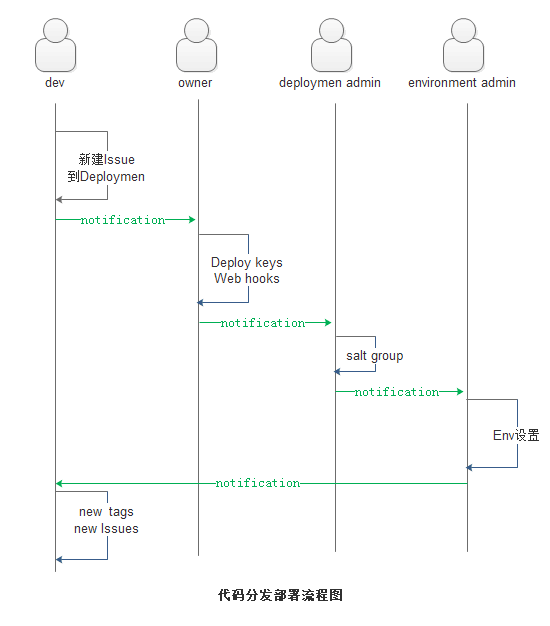 dev
owner
deploymen admin
environment admin
新建Issue
到Deploymen
notification
Deploy keys
Web hooks
notification
salt group
notification
Env设置
notification
new tags
new Issues
代码分发部署流程图